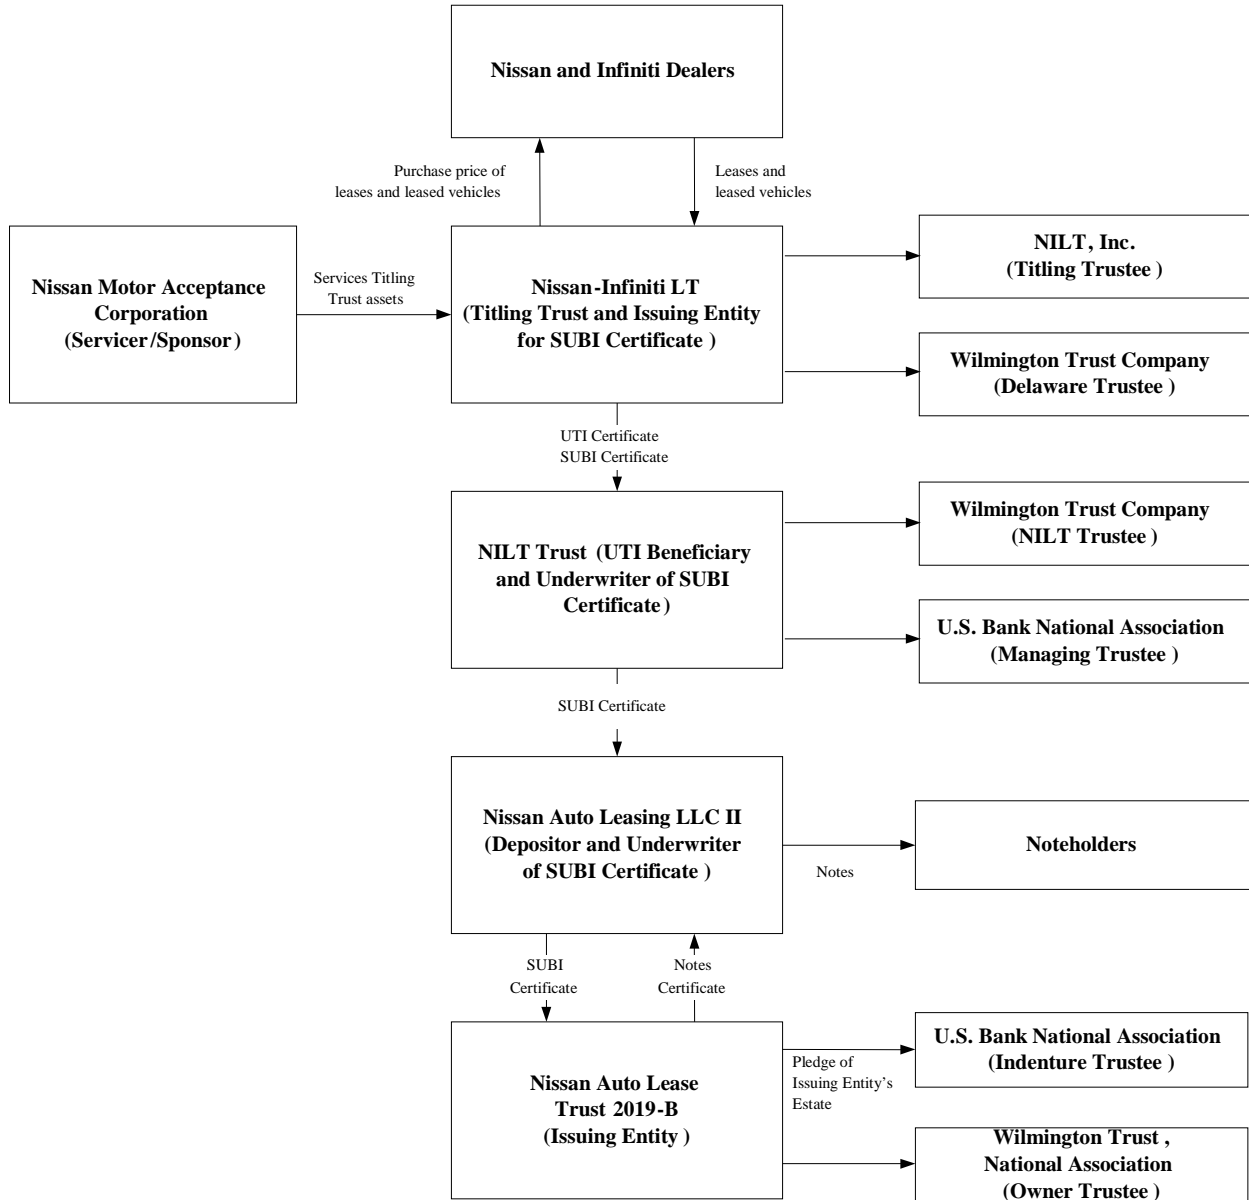 Nissan and Infiniti Dealers
Purchase price of
leases and leased vehicles
Leases and
leased vehicles
Nissan Motor Acceptance
Corporation
(Servicer/Sponsor)
Services Titling
Trust assets
Nissan-Infiniti LT
(Titling Trust and Issuing Entity
for SUBI Certificate)
NILT, Inc.
(Titling Trustee)
Wilmington Trust Company
(Delaware Trustee)
UTI Certificate
SUBI Certificate
NILT Trust (UTI Beneficiary
and Underwriter of SUBI
Certificate)
Wilmington Trust Company
(NILT Trustee)
U.S. Bank National Association
(Managing Trustee)
SUBI Certificate
Nissan Auto Leasing LLC II
(Depositor and Underwriter
of SUBI Certificate)
Notes
Noteholders
SUBI
Certificate
Notes
Certificate
Nissan Auto Lease
Trust 2019-B
(Issuing Entity)
Pledge of
Issuing Entity's
Estate
U.S. Bank National Association
(Indenture Trustee)
Wilmington Trust,
National Association
(Owner Trustee)